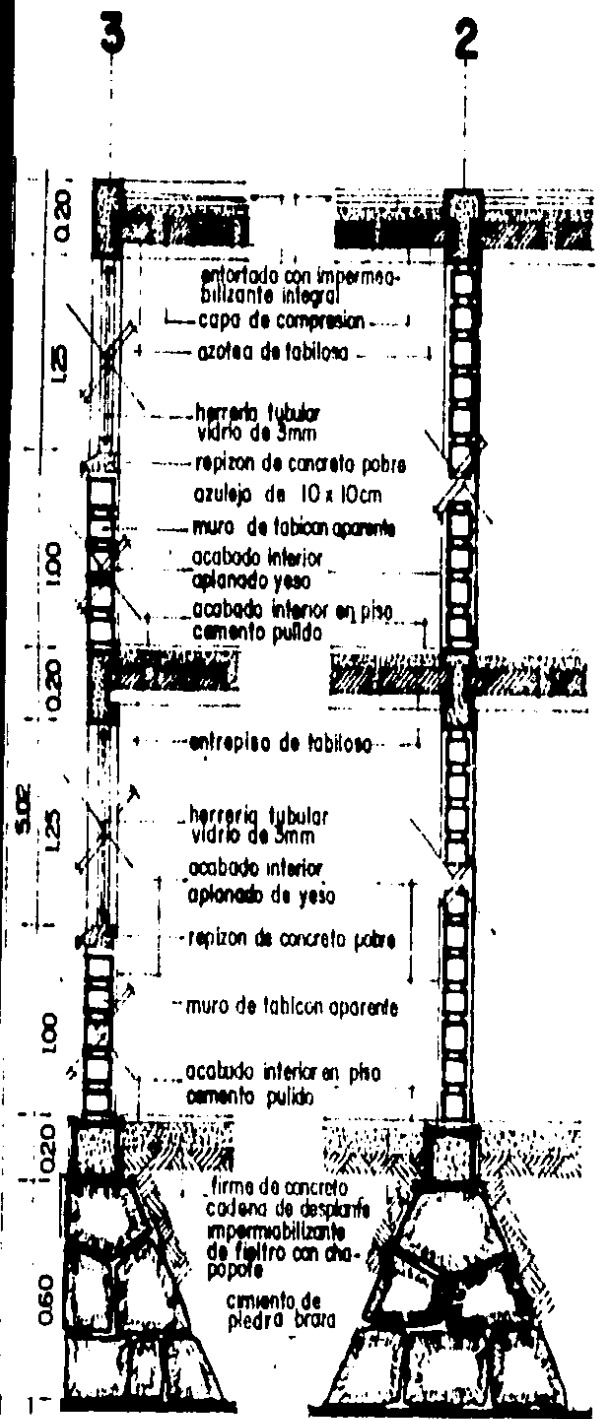 3
2
0.20
entortado con impermea-
bilizante integral
capa de compresion
azotea de tabilosa
1.25
herreria tubular
vidrio de 3mm
repizon de concreto pobre
azulejo de 10 x 10cm
muro de tabicon aparente
1.00
acabado interior
aplanado yeso
acabado interior en piso
cemento pulido
0.20
entrepiso de tabilosa
5.02
1.25
herreria tubular
vidrio de 3mm
acabado interior
aplanado de yeso
repizon de concreto pobre
1.00
muro de tabicon aparente
acabado interior en piso
cemento pulido
0.20
firme de concreto
cadena de desplante
impermiabilizante
de fieltro con cha-
popote
0.60
cimiento de
piedra braza